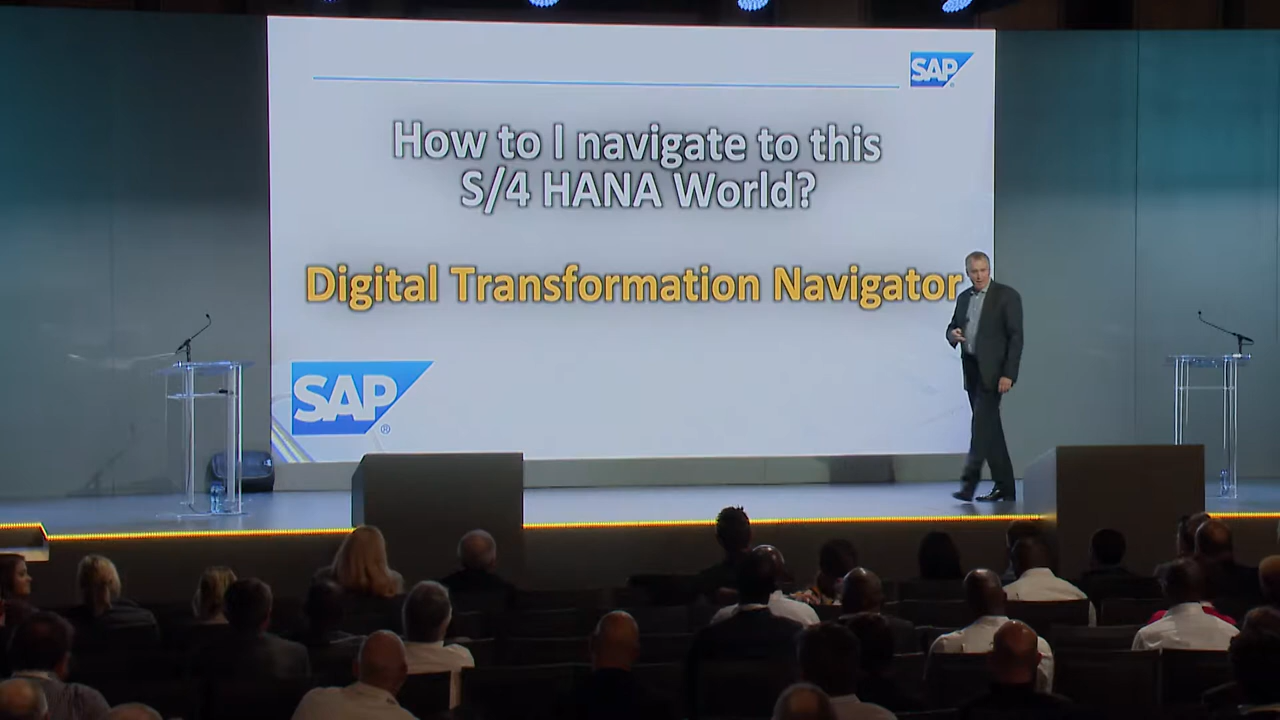 SAP
How to I navigate to this
S/4 HANA World?
Digital Transformation Navigator
SAP®